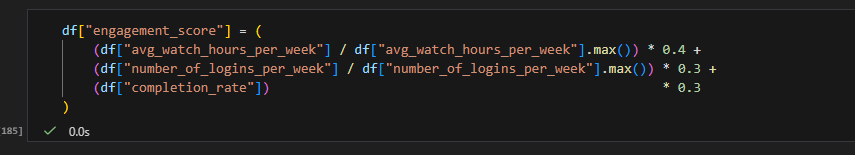 df["engagement_score"] = (
    (df["avg_watch_hours_per_week"] / df["avg_watch_hours_per_week"].max()) * 0.4 +
    (df["number_of_logins_per_week"] / df["number_of_logins_per_week"].max()) * 0.3 +
    (df["completion_rate"])                                                   * 0.3
)
185] ✓ 0.0s